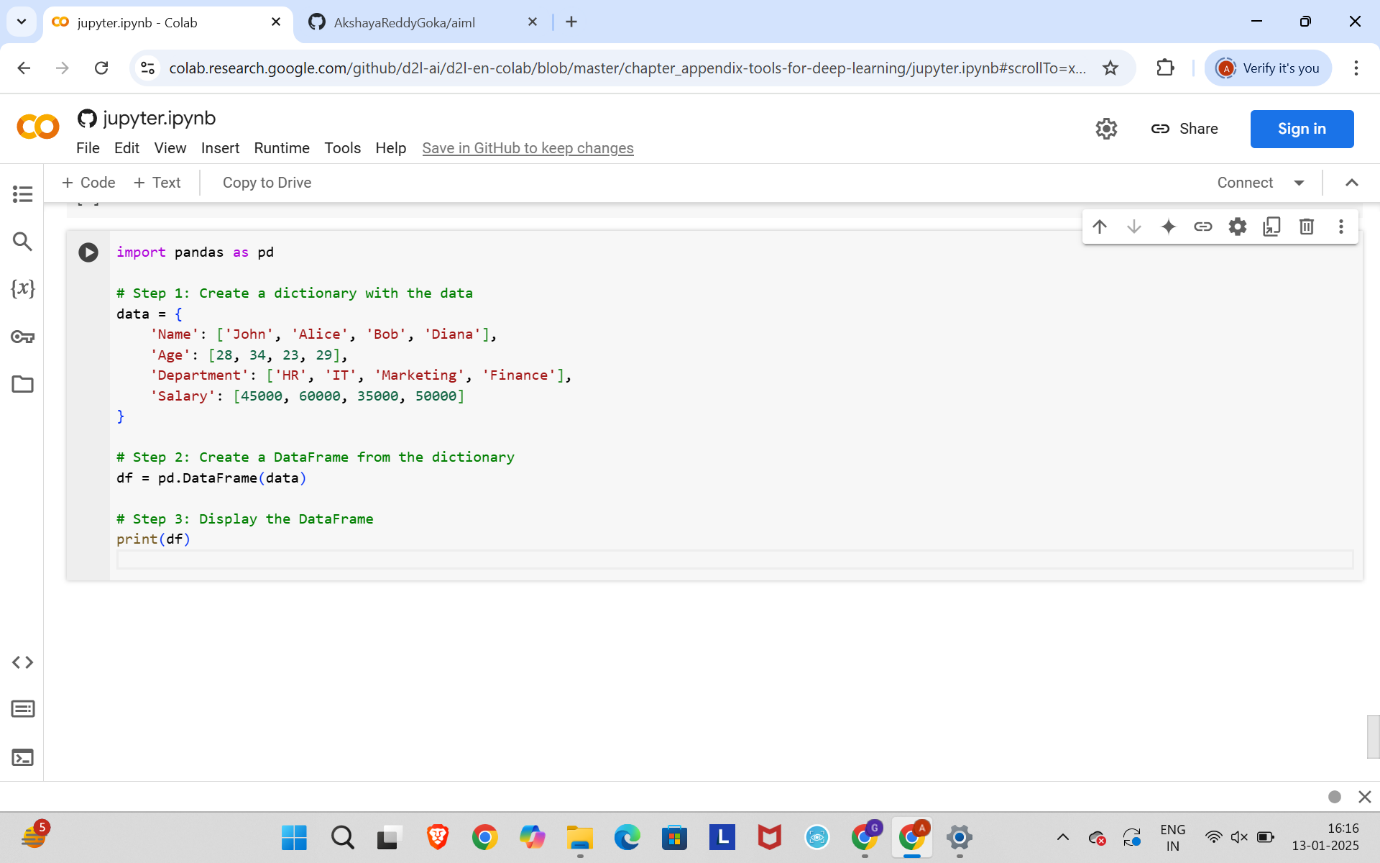 jupyter.ipynb - Colab
AkshayaReddyGoka/aiml
colab.research.google.com/github/d2l-ai/d2l-en-colab/blob/master/chapter_appendix-tools-for-deep-learning/jupyter.ipynb#scrollTo=x...
A
Verify it's you
jupyter.ipynb
File Edit View Insert Runtime Tools Help Save in GitHub to keep changes
Share
Sign in
+ Code + Text Copy to Drive
Connect
import pandas as pd
# Step 1: Create a dictionary with the data
data = {
    'Name': ['John', 'Alice', 'Bob', 'Diana'],
    'Age': [28, 34, 23, 29],
    'Department': ['HR', 'IT', 'Marketing', 'Finance'],
    'Salary': [45000, 60000, 35000, 50000]
}
# Step 2: Create a DataFrame from the dictionary
df = pd.DataFrame(data)
# Step 3: Display the DataFrame
print(df)
{x}
5
L
G
A
ENG
IN
16:16
13-01-2025